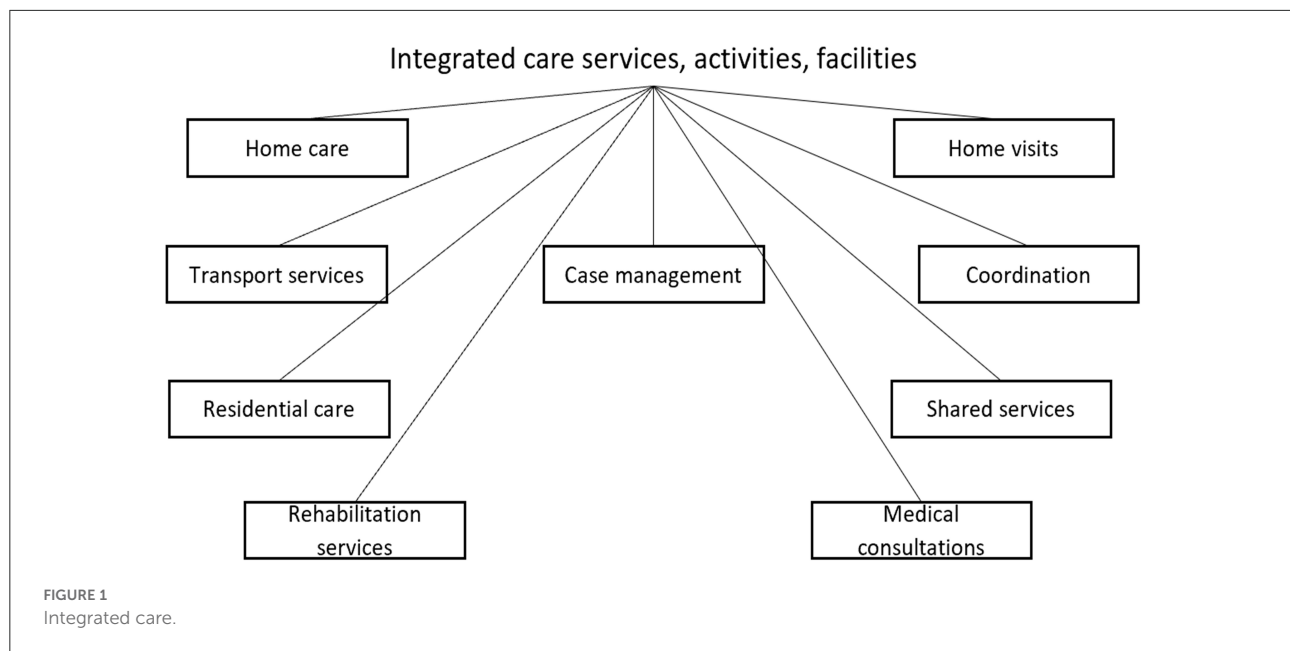 Integrated care services, activities, facilities
Home care
Home visits
Transport services
Case management
Coordination
Residential care
Shared services
Rehabilitation
services
Medical
consultations
FIGURE 1
Integrated care.